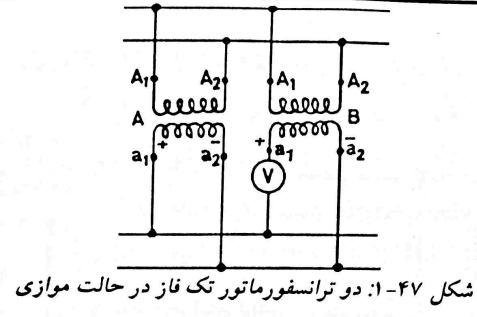 A₁ A₂ A₁ A₂
A B
+ − + −
a₁ a₂ a₁ a₂
V
شکل ۴۷-۱: دو ترانسفورماتور تک فاز در حالت موازی